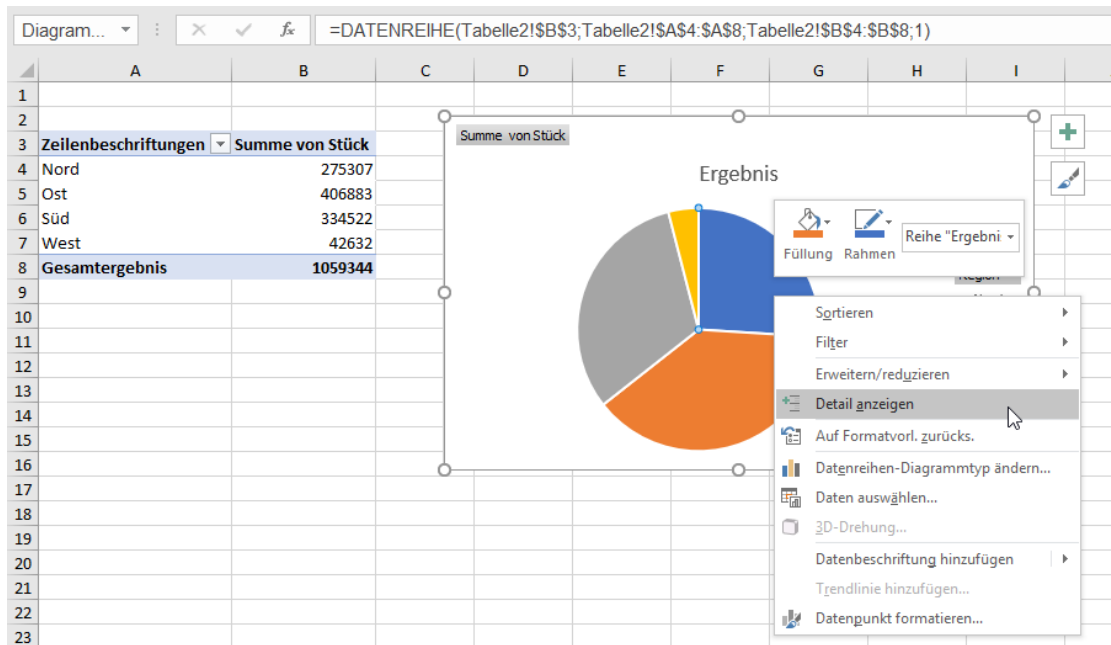 Diagram... fx =DATENREIHE(Tabelle2!$B$3;Tabelle2!$A$4:$A$8;Tabelle2!$B$4:$B$8;1)
A B C D E F G H I
1
2
3 Zeilenbeschriftungen Summe von Stück
4 Nord 275307
5 Ost 406883
6 Süd 334522
7 West 42632
8 Gesamtergebnis 1059344
9
10
11
12
13
14
15
16
17
18
19
20
21
22
23
Summe von Stück
Ergebnis
Füllung Rahmen Reihe "Ergebni:
Region
Sortieren
Filter
Erweitern/reduzieren
Detail anzeigen
Auf Formatvorl. zurücks.
Datenreihen-Diagrammtyp ändern...
Daten auswählen...
3D-Drehung...
Datenbeschriftung hinzufügen
Trendlinie hinzufügen...
Datenpunkt formatieren...